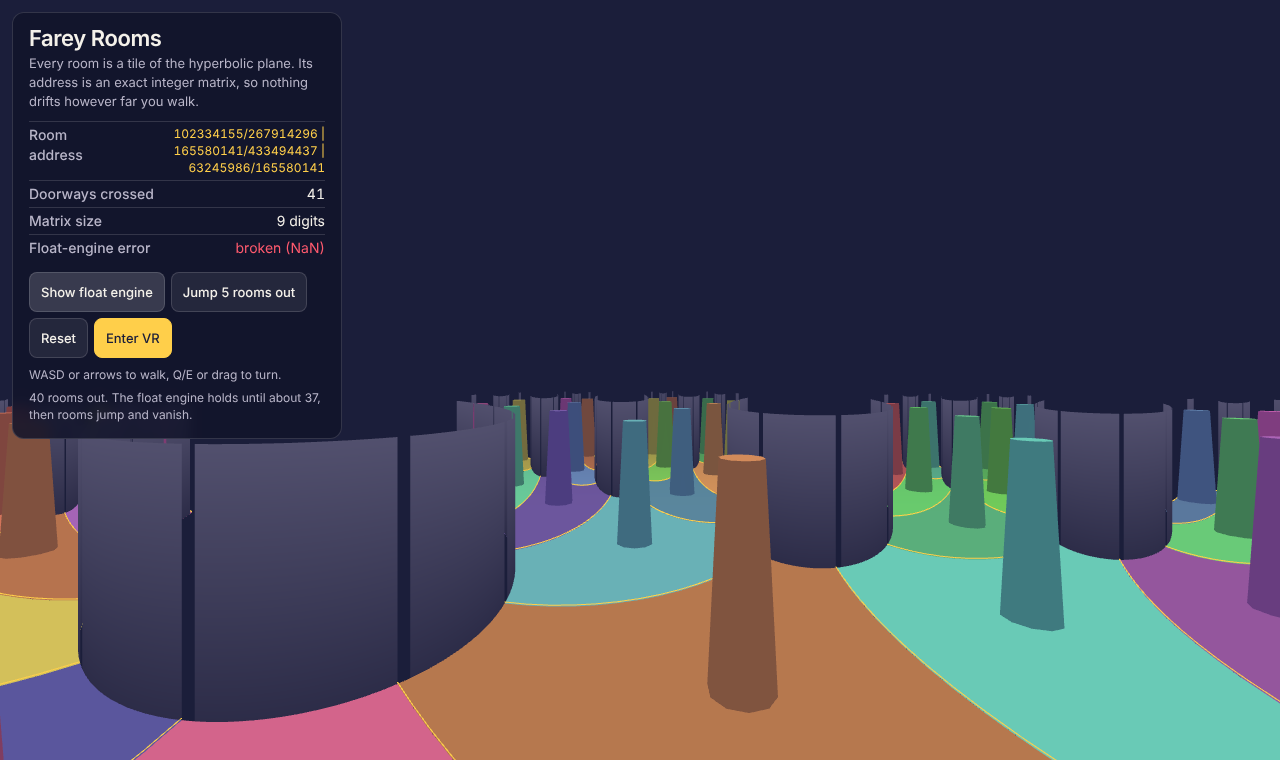 Farey Rooms
Every room is a tile of the hyperbolic plane. Its
address is an exact integer matrix, so nothing
drifts however far you walk.
Room address
102334155/267914296 |
165580141/433494437 |
63245986/165580141
Doorways crossed 41
Matrix size 9 digits
Float-engine error broken (NaN)
Show float engine Jump 5 rooms out
Reset Enter VR
WASD or arrows to walk, Q/E or drag to turn.
40 rooms out. The float engine holds until about 37,
then rooms jump and vanish.